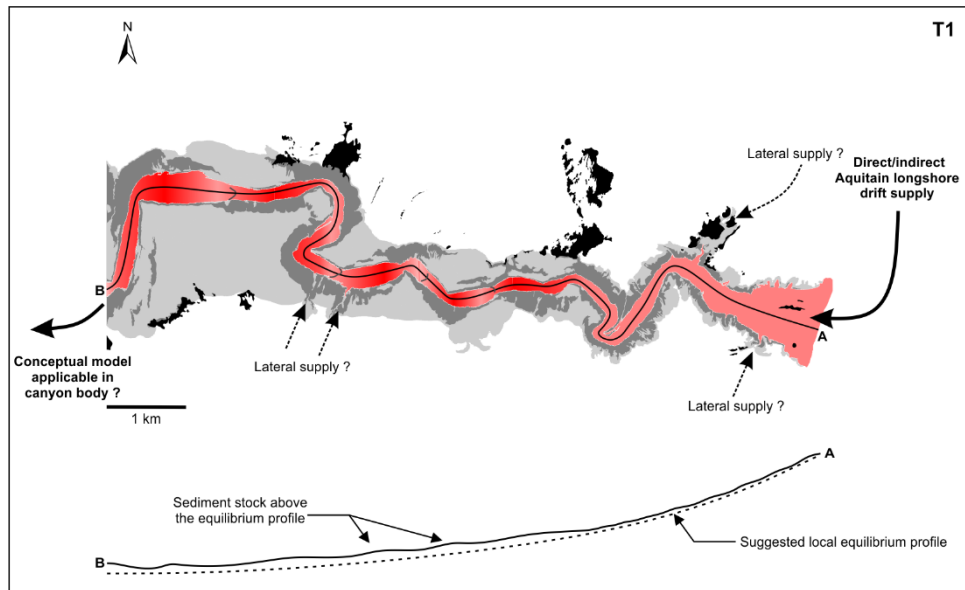 T1
N
Lateral supply ?
Direct/indirect
Aquitain longshore
drift supply
B
A
Conceptual model
applicable in
canyon body ?
Lateral supply ?
Lateral supply ?
1 km
A
Sediment stock above
the equilibrium profile
Suggested local equilibrium profile
B